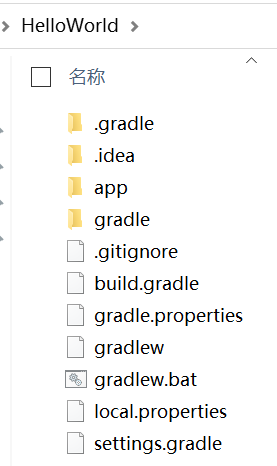 HelloWorld
名称
.gradle
.idea
app
gradle
.gitignore
build.gradle
gradle.properties
gradlew
gradlew.bat
local.properties
settings.gradle